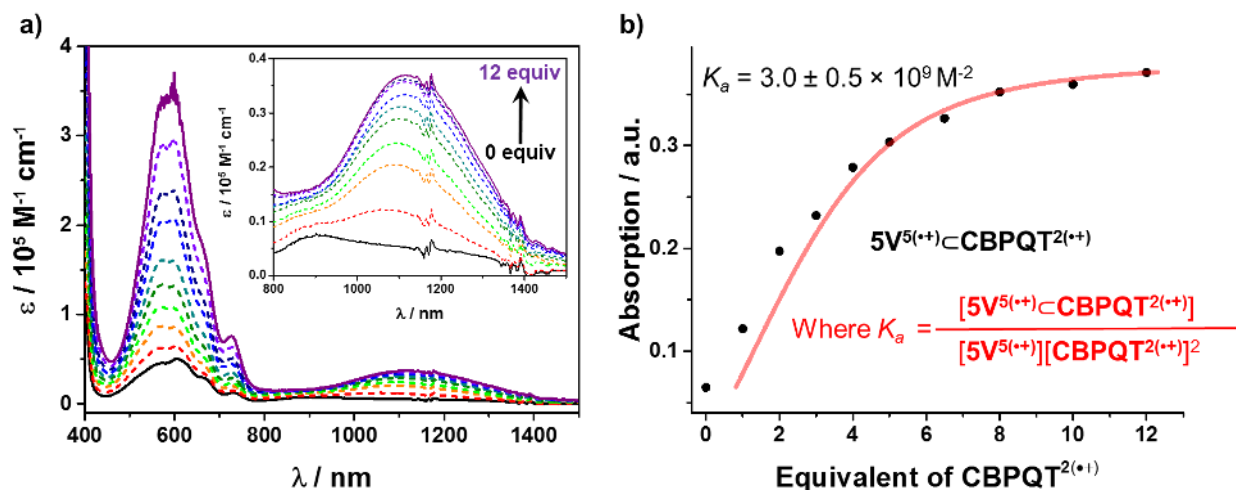 a)
4
3
2
1
0
ε / 10⁵ M⁻¹ cm⁻¹
400 600 800 1000 1200 1400
λ / nm
0.4
0.3
0.2
0.1
0.0
ε / 10⁵ M⁻¹ cm⁻¹
800 1000 1200 1400
λ / nm
12 equiv
0 equiv
b)
Kₐ = 3.0 ± 0.5 × 10⁹ M⁻²
0.3
0.2
0.1
Absorption / a.u.
5V⁵⁽•⁺⁾⊂CBPQT²⁽•⁺⁾
Where Kₐ = [5V⁵⁽•⁺⁾⊂CBPQT²⁽•⁺⁾]
[5V⁵⁽•⁺⁾][CBPQT²⁽•⁺⁾]²
0 2 4 6 8 10 12
Equivalent of CBPQT²⁽•⁺⁾